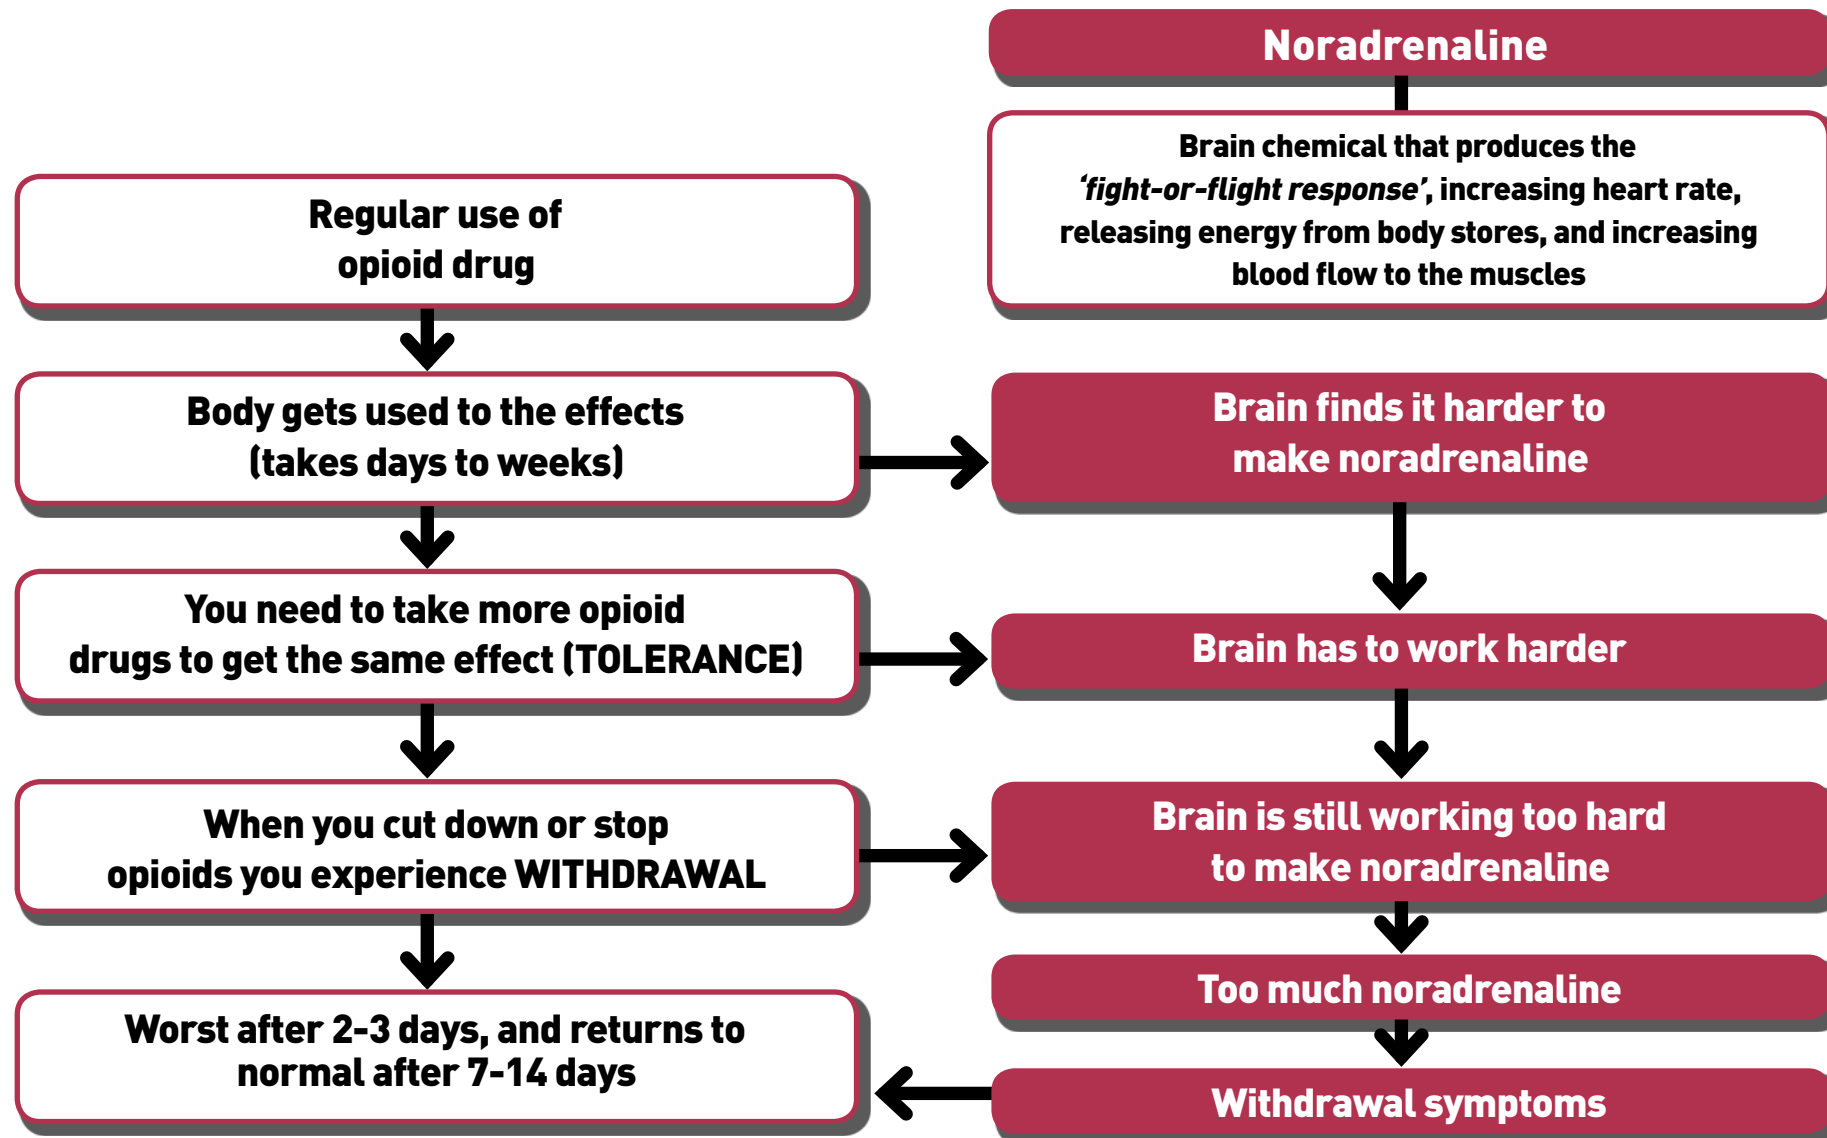 Noradrenaline
Brain chemical that produces the
‘fight-or-flight response’, increasing heart rate,
releasing energy from body stores, and increasing
blood flow to the muscles
Regular use of
opioid drug
Body gets used to the effects
(takes days to weeks)
Brain finds it harder to
make noradrenaline
You need to take more opioid
drugs to get the same effect (TOLERANCE)
Brain has to work harder
When you cut down or stop
opioids you experience WITHDRAWAL
Brain is still working too hard
to make noradrenaline
Too much noradrenaline
Worst after 2-3 days, and returns to
normal after 7-14 days
Withdrawal symptoms